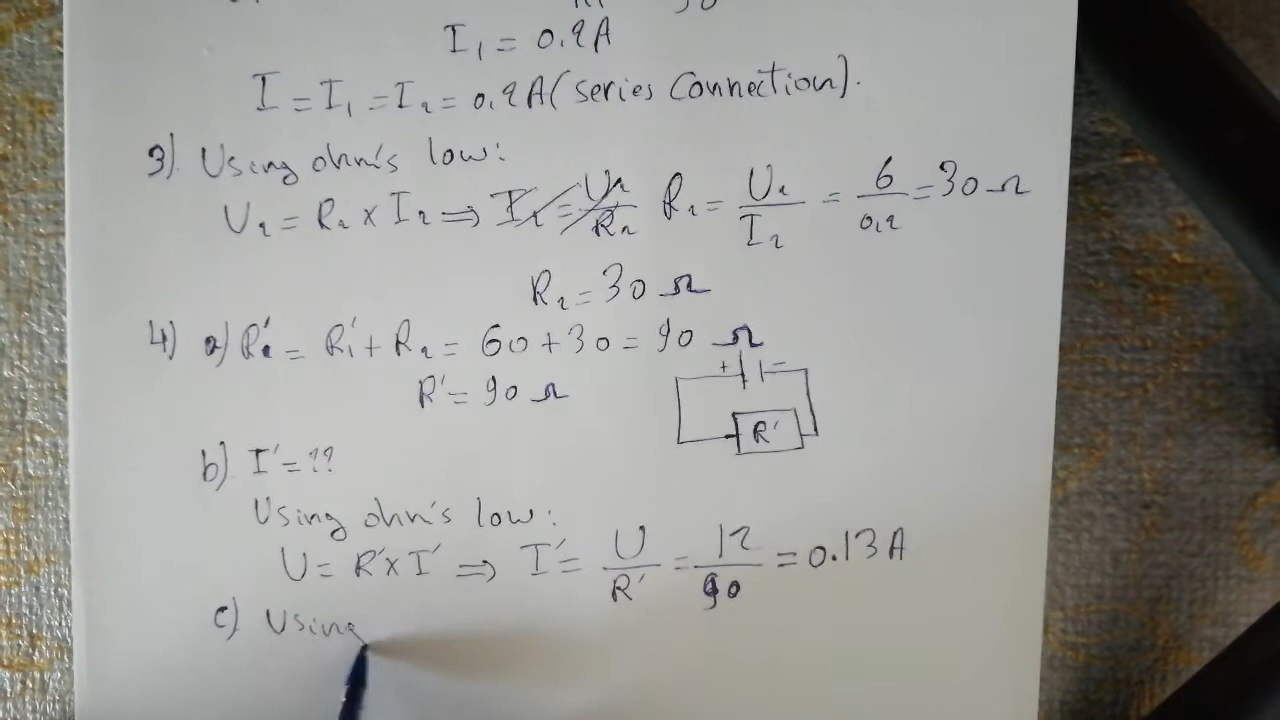 I₁ = 0.2A
I = I₁ = I₂ = 0.2A (series Connection).
3). Using ohm's low:
U₂ = R₂ x I₂ ⇒ I₂ = U₂/R₂ R₂ = U₂/I₂ = 6/0.2 = 30 Ω
R₂ = 30 Ω
4) a) R' = R₁' + R₂ = 60 + 30 = 90 Ω
R' = 90 Ω
+ -
R'
b) I' = ??
Using ohm's low:
U = R' x I' ⇒ I' = U/R' = 12/90 = 0.13 A
c) Using